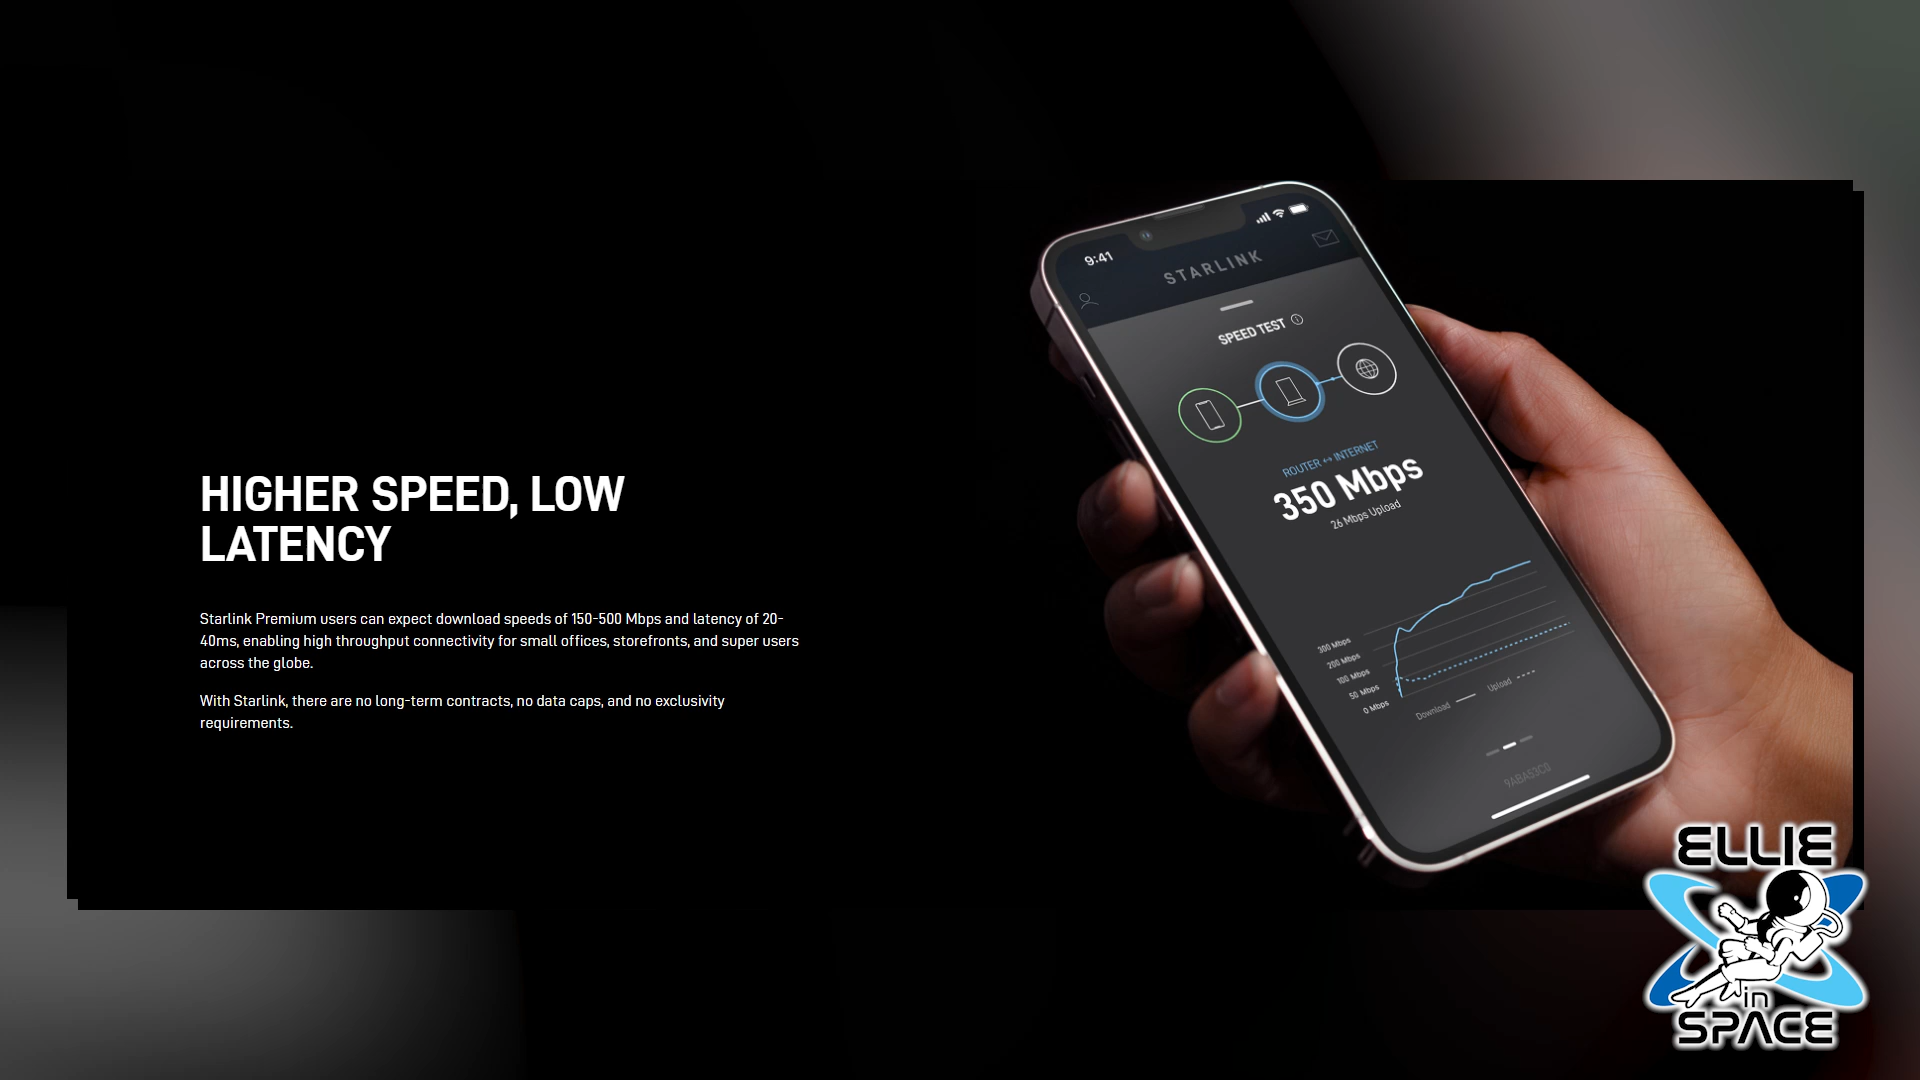 HIGHER SPEED, LOW
LATENCY
Starlink Premium users can expect download speeds of 150-500 Mbps and latency of 20-
40ms, enabling high throughput connectivity for small offices, storefronts, and super users
across the globe.
With Starlink, there are no long-term contracts, no data caps, and no exclusivity
requirements.
9:41
STARLINK
SPEED TEST
ROUTER ↔ INTERNET
350 Mbps
26 Mbps Upload
300 Mbps
200 Mbps
100 Mbps
50 Mbps
0 Mbps
Download
Upload
9ABA53C0
ELLIE
in
SPACE